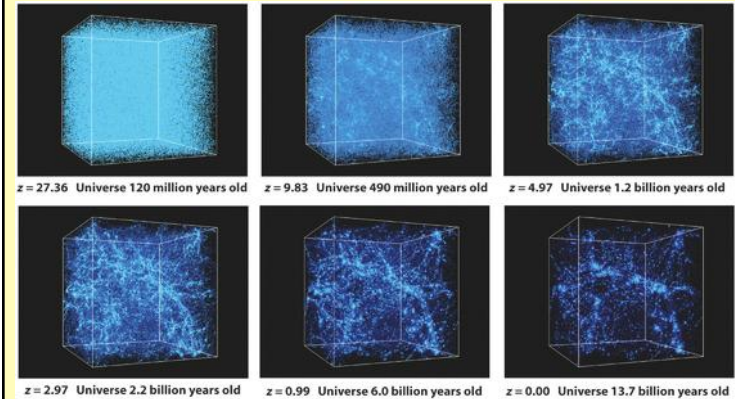 z = 27.36 Universe 120 million years old
z = 9.83 Universe 490 million years old
z = 4.97 Universe 1.2 billion years old
z = 2.97 Universe 2.2 billion years old
z = 0.99 Universe 6.0 billion years old
z = 0.00 Universe 13.7 billion years old